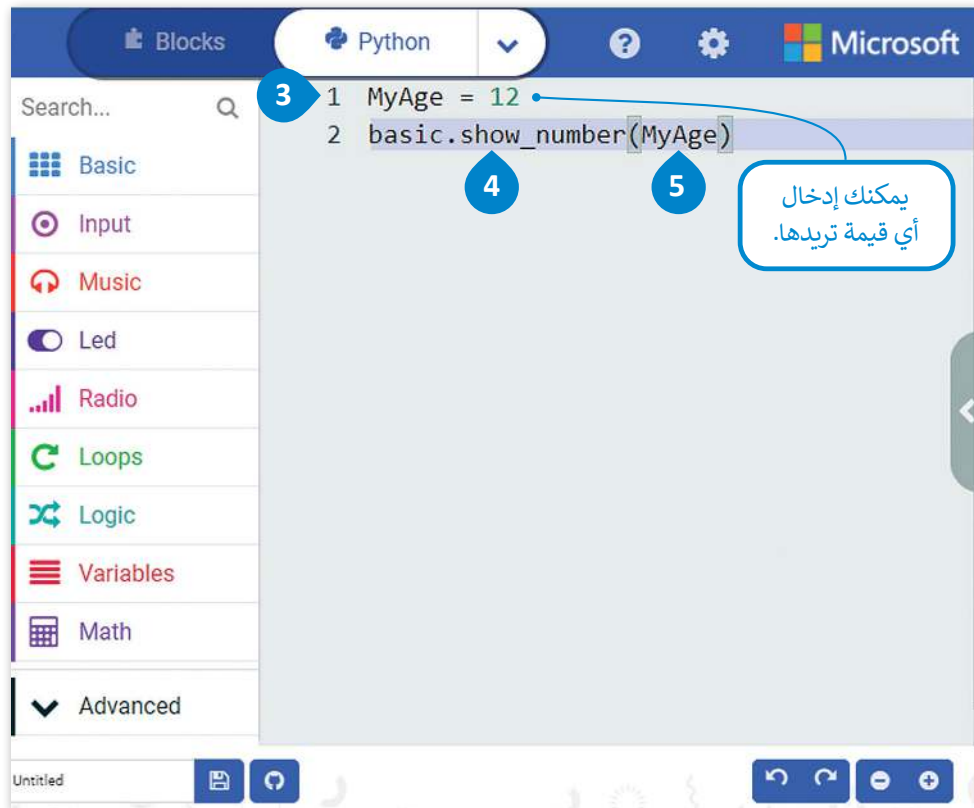 Blocks
Python
Microsoft
Search...
3
1 MyAge = 12
2 basic.show_number(MyAge)
4
5
يمكنك إدخال
أي قيمة تريدها.
Basic
Input
Music
Led
Radio
Loops
Logic
Variables
Math
Advanced
Untitled